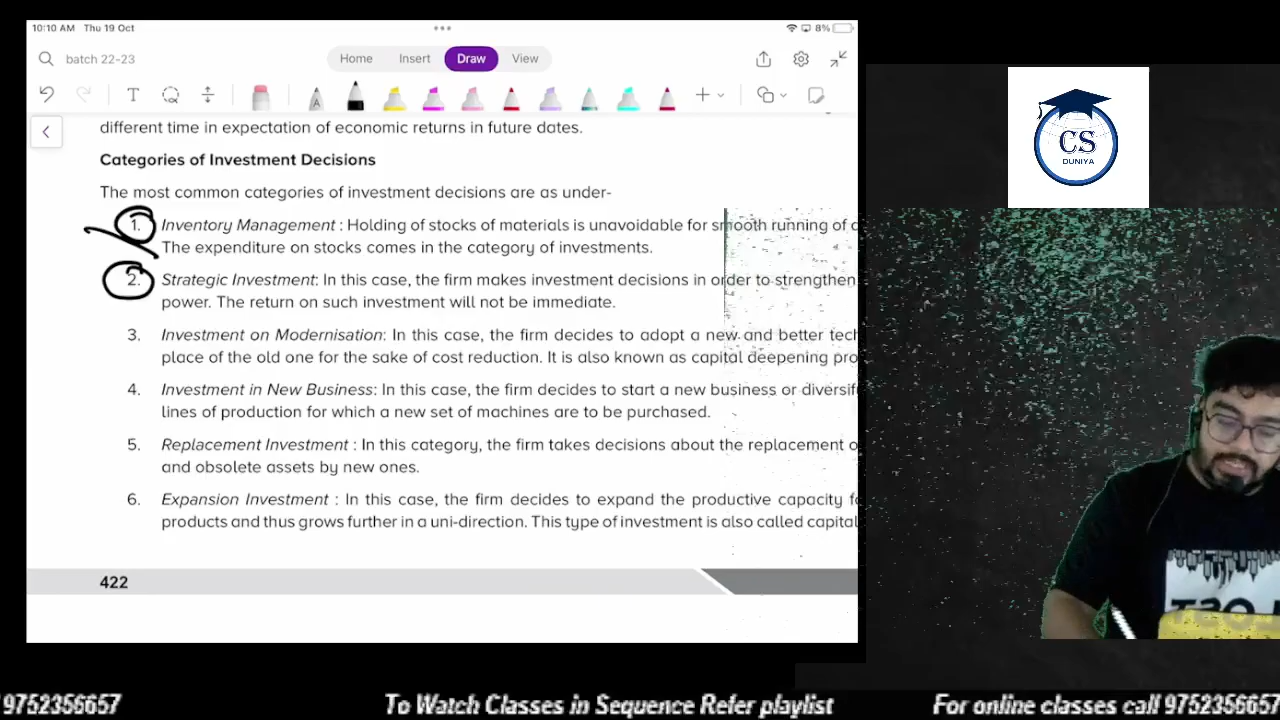 10:10 AM Thu 19 Oct
8%
batch 22-23
Home Insert Draw View
different time in expectation of economic returns in future dates.
Categories of Investment Decisions
The most common categories of investment decisions are as under-
1. Inventory Management : Holding of stocks of materials is unavoidable for smooth running of
The expenditure on stocks comes in the category of investments.
2. Strategic Investment: In this case, the firm makes investment decisions in order to strengthen
power. The return on such investment will not be immediate.
3. Investment on Modernisation: In this case, the firm decides to adopt a new and better tech
place of the old one for the sake of cost reduction. It is also known as capital deepening pro
4. Investment in New Business: In this case, the firm decides to start a new business or diversif
lines of production for which a new set of machines are to be purchased.
5. Replacement Investment : In this category, the firm takes decisions about the replacement o
and obsolete assets by new ones.
6. Expansion Investment : In this case, the firm decides to expand the productive capacity f
products and thus grows further in a uni-direction. This type of investment is also called capital
422
CS
DUNIYA
9752356657 To Watch Classes in Sequence Refer playlist For online classes call 9752356657